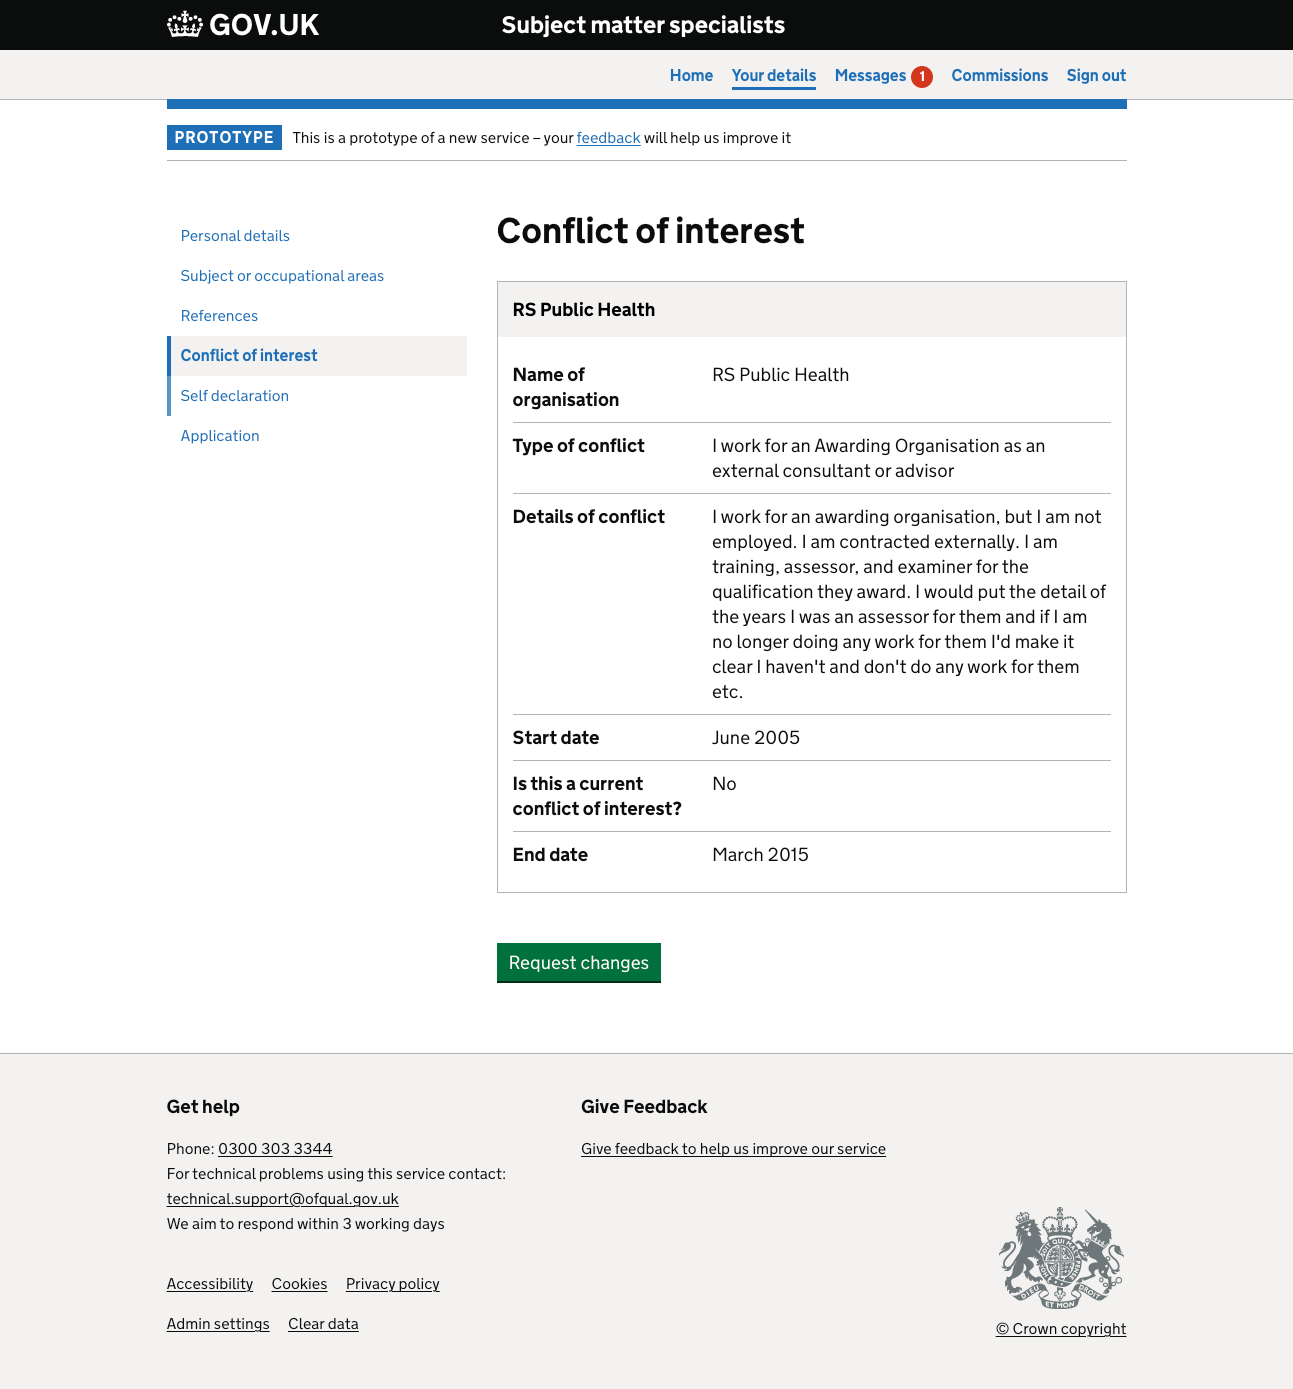 GOV.UK
Subject matter specialists
Home Your details Messages 1 Commissions Sign out
PROTOTYPE This is a prototype of a new service – your feedback will help us improve it
Personal details
Subject or occupational areas
References
Conflict of interest
Self declaration
Application
Conflict of interest
RS Public Health
Name of
organisation
RS Public Health
Type of conflict
I work for an Awarding Organisation as an
external consultant or advisor
Details of conflict
I work for an awarding organisation, but I am not
employed. I am contracted externally. I am
training, assessor, and examiner for the
qualification they award. I would put the detail of
the years I was an assessor for them and if I am
no longer doing any work for them I'd make it
clear I haven't and don't do any work for them
etc.
Start date
June 2005
Is this a current
conflict of interest?
No
End date
March 2015
Request changes
Get help
Phone: 0300 303 3344
For technical problems using this service contact:
technical.support@ofqual.gov.uk
We aim to respond within 3 working days
Accessibility Cookies Privacy policy
Admin settings Clear data
Give Feedback
Give feedback to help us improve our service
DIEU ET MON DROIT
© Crown copyright